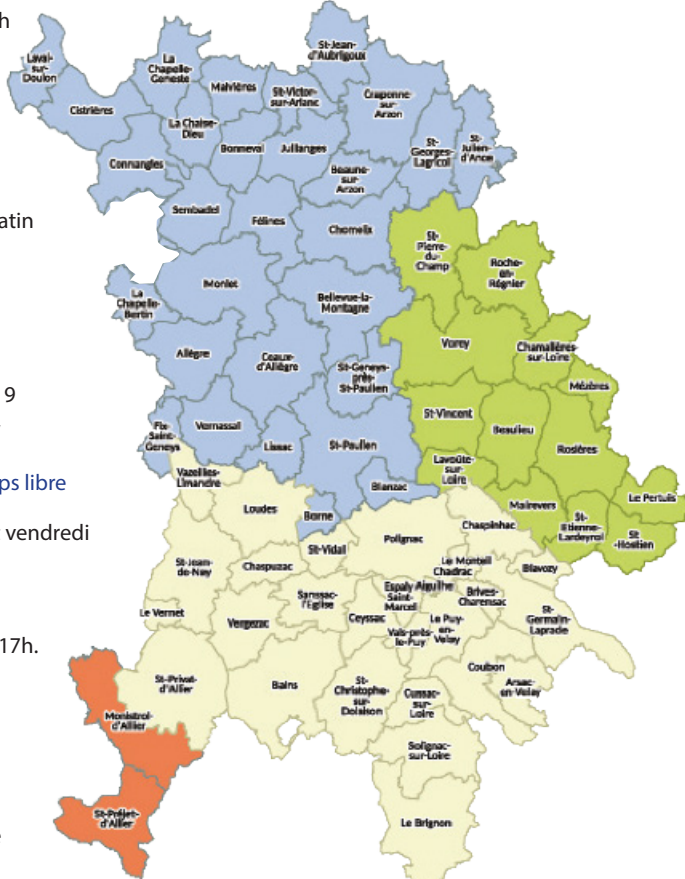 h
atin
9
ps libre
vendredi
17h.
Laval-
sur-
Doulon
La
Chapelle-
Geneste
St-Jean-
d'Aubrigoux
Malvières
St-Victor-
sur-Arlanc
Craponne-
sur-
Arzon
Cistrières
La Chaise-
Dieu
Bonneval
Jullianges
St-
Georges-
Lagricol
St-
Julien-
d'Ance
Connangles
Beaune-
sur-
Arzon
Sembadel
Félines
Chomelix
St-
Pierre-
du-
Champ
Roche-
en-
Régnier
Monlet
La
Chapelle-
Bertin
Bellevue-la-
Montagne
Vorey
Chamalières-
sur-Loire
Allègre
Céaux-
d'Allègre
St-Geneys-
près-
St-Paulien
Mézères
St-Vincent
Beaulieu
Rosières
Fix-
Saint-
Geneys
Vernassal
Lissac
St-Paulien
Lavoûte-
sur-
Loire
Vazeilles-
Limandre
Blanzac
Le Pertuis
Loudes
Borne
Malrevers
St-
Etienne-
Lardeyrol
St
-Hostien
Chaspinhac
Polignac
St-Vidal
St-Jean-
de-Nay
Chaspuzac
Le Monteil
Chadrac
Blavozy
Sanssac-
l'Eglise
Espaly
Saint-
Marcel
Aiguilhe
Brives-
Charensac
Le Vernet
Vergezac
Ceyssac
Vals-près-
le-Puy
Le Puy-
en-
Velay
St-
Germain-
Laprade
St-Privat-
d'Allier
Bains
St-
Christophe-
sur-
Dolaison
Coubon
Cussac-
sur-
Loire
Arsac-
en-Velay
Monistrol-
d'Allier
Solignac-
sur-Loire
St-Préjet-
d'Allier
Le Brignon